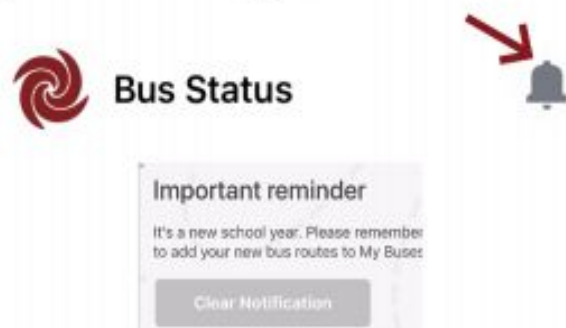 Bus Status
Important reminder
It's a new school year. Please remember
to add your new bus routes to My Buses
Clear Notification